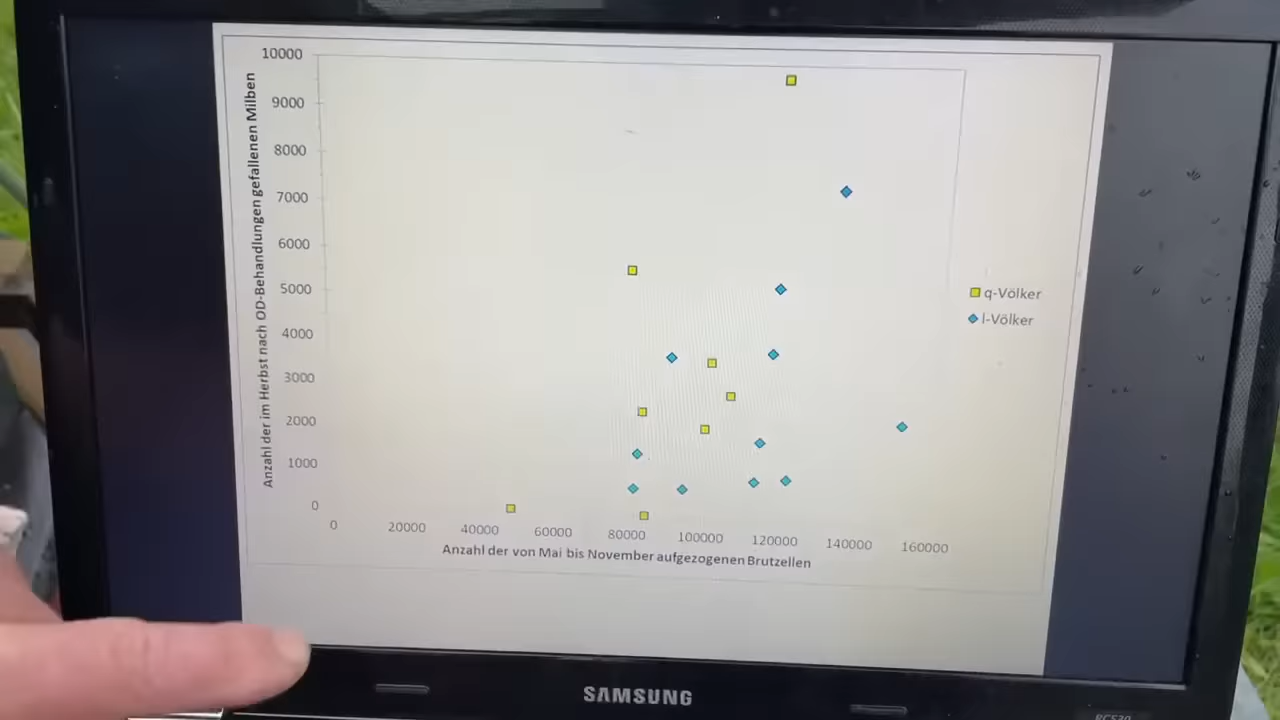 10000
9000
8000
7000
6000
5000
4000
3000
2000
1000
0
Anzahl der im Herbst nach OD-Behandlungen gefallenen Milben
0 20000 40000 60000 80000 100000 120000 140000 160000
Anzahl der von Mai bis November aufgezogenen Brutzellen
q-Völker
l-Völker
SAMSUNG